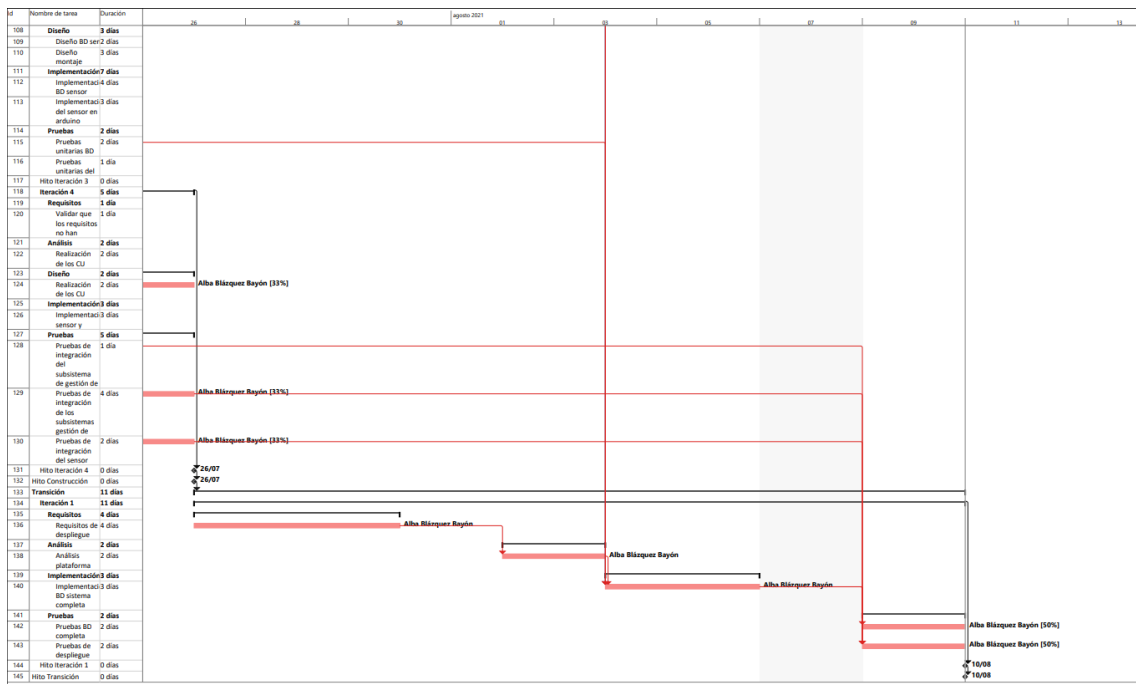 Id Nombre de tarea Duración
agosto 2021
26 28 30 01 03 05 07 09 11 13
108 Diseño 3 días
109 Diseño BD ser 2 días
110 Diseño 3 días
montaje
111 Implementación 7 días
112 Implementaci 4 días
BD sensor
113 Implementaci 3 días
del sensor en
arduino
114 Pruebas 2 días
115 Pruebas 2 días
unitarias BD
116 Pruebas 1 día
unitarias del
117 Hito Iteración 3 0 días
118 Iteración 4 5 días
119 Requisitos 1 día
120 Validar que 1 día
los requisitos
no han
121 Análisis 2 días
122 Realización 2 días
de los CU
123 Diseño 2 días
124 Realización 2 días Alba Blázquez Bayón [33%]
de los CU
125 Implementación 3 días
126 Implementaci 3 días
sensor y
127 Pruebas 5 días
128 Pruebas de 1 día
integración
del
subsistema
de gestión de
129 Pruebas de 4 días Alba Blázquez Bayón [33%]
integración
de los
subsistemas
gestión de
130 Pruebas de 2 días Alba Blázquez Bayón [33%]
integración
del sensor
131 Hito Iteración 4 0 días 26/07
132 Hito Construcción 0 días 26/07
133 Transición 11 días
134 Iteración 1 11 días
135 Requisitos 4 días
136 Requisitos de 4 días Alba Blázquez Bayón
despliegue
137 Análisis 2 días
138 Análisis 2 días Alba Blázquez Bayón
plataforma
139 Implementación 3 días
140 Implementaci 3 días Alba Blázquez Bayón
BD sistema
completa
141 Pruebas 2 días
142 Pruebas BD 2 días Alba Blázquez Bayón [50%]
completa
143 Pruebas de 2 días Alba Blázquez Bayón [50%]
despliegue
144 Hito Iteración 1 0 días 10/08
145 Hito Transición 0 días 10/08